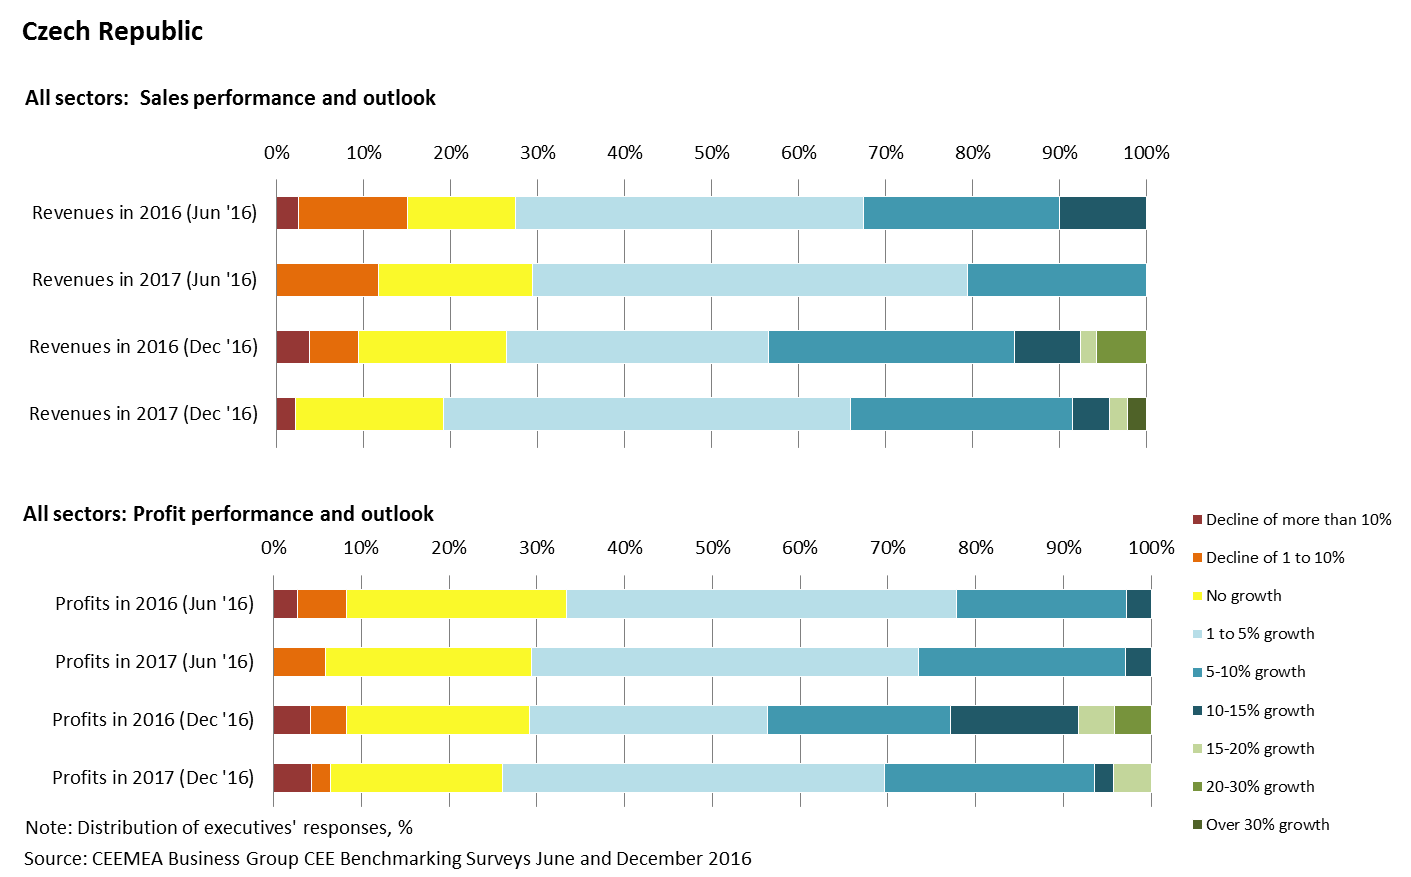 Czech Republic
All sectors:  Sales performance and outlook
0% 10% 20% 30% 40% 50% 60% 70% 80% 90% 100%
Revenues in 2016 (Jun '16)
Revenues in 2017 (Jun '16)
Revenues in 2016 (Dec '16)
Revenues in 2017 (Dec '16)
All sectors: Profit performance and outlook
0% 10% 20% 30% 40% 50% 60% 70% 80% 90% 100%
Profits in 2016 (Jun '16)
Profits in 2017 (Jun '16)
Profits in 2016 (Dec '16)
Profits in 2017 (Dec '16)
Decline of more than 10%
Decline of 1 to 10%
No growth
1 to 5% growth
5-10% growth
10-15% growth
15-20% growth
20-30% growth
Over 30% growth
Note: Distribution of executives' responses, %
Source: CEEMEA Business Group CEE Benchmarking Surveys June and December 2016